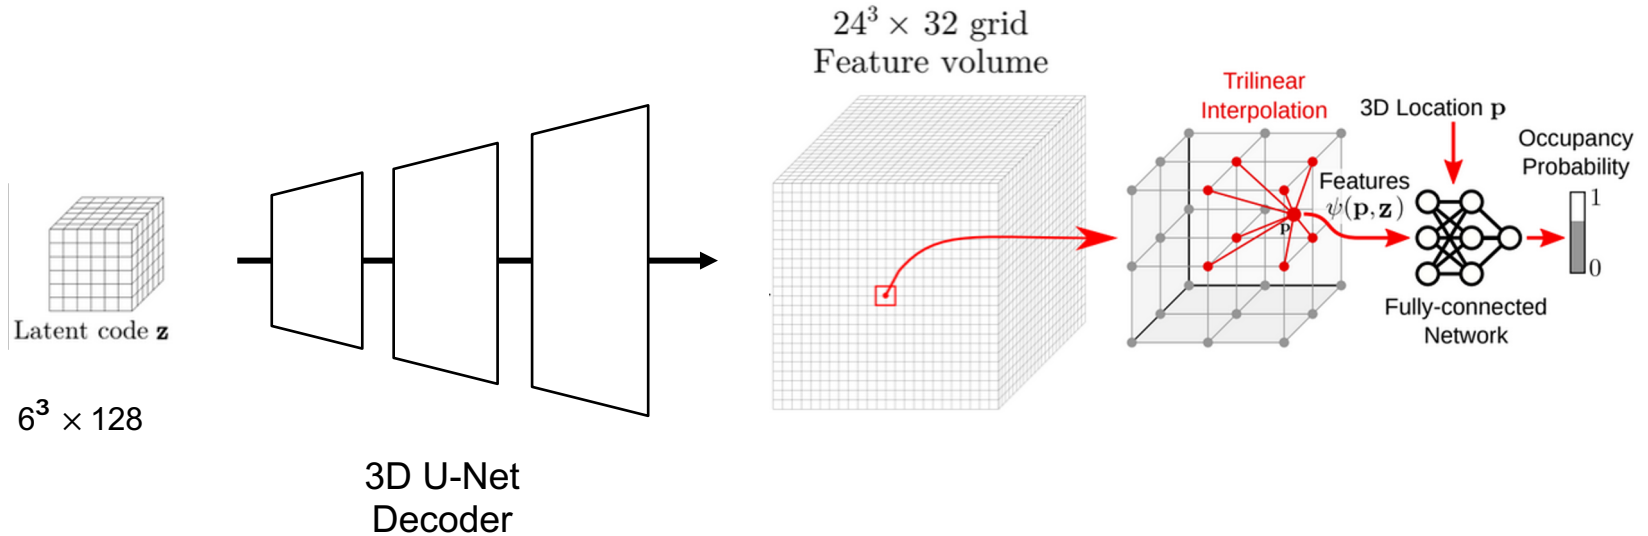 24³ × 32 grid
Feature volume
Trilinear
Interpolation
3D Location p
Occupancy
Probability
1
0
Features
ψ(p, z)
p
Fully-connected
Network
Latent code z
6³ × 128
3D U-Net
Decoder